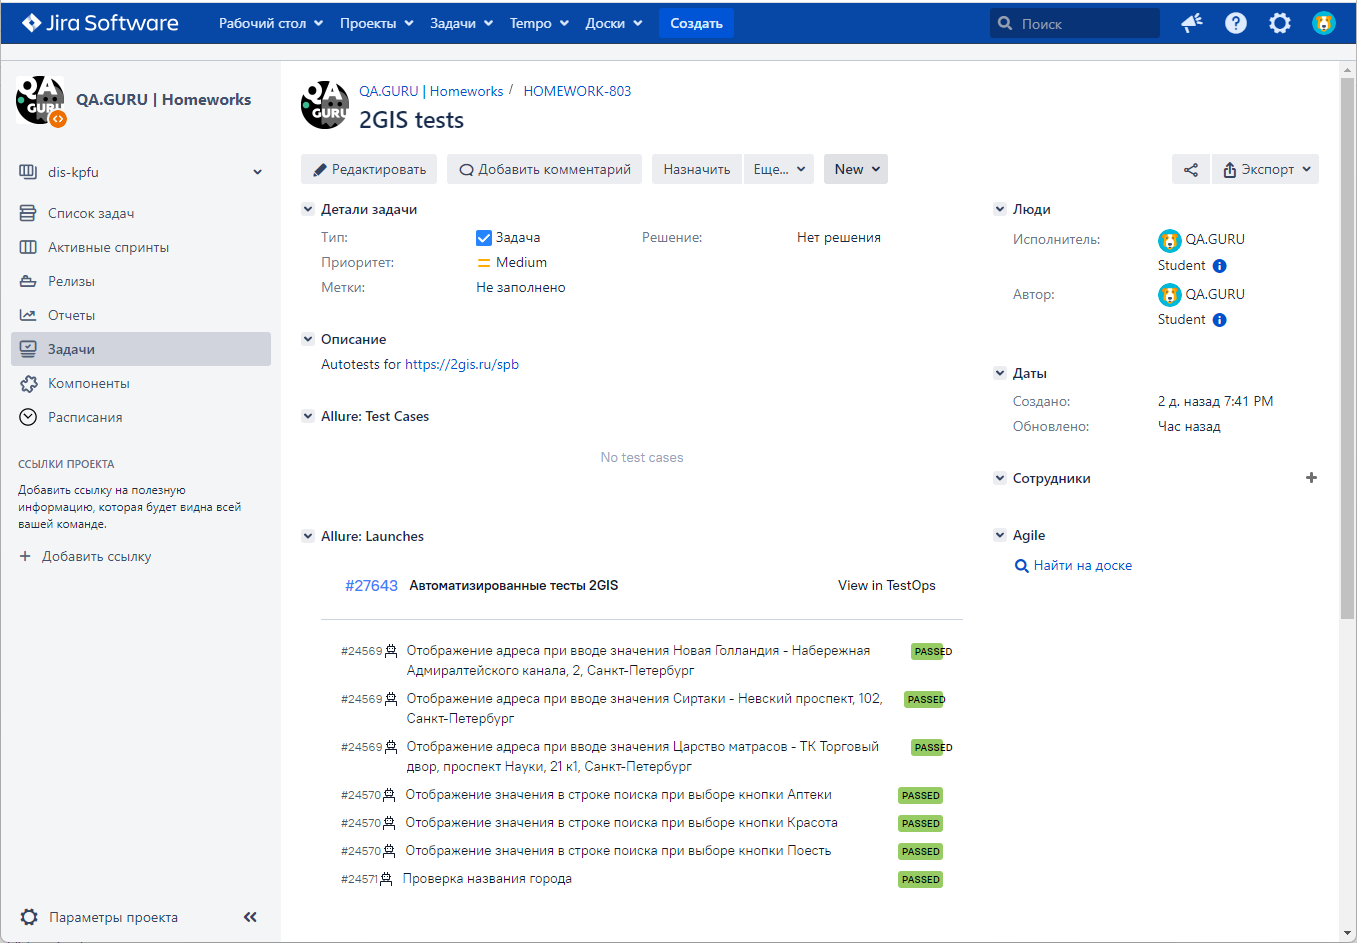 Jira Software
Рабочий стол
Проекты
Задачи
Tempo
Доски
Создать
Поиск
QA GURU
QA.GURU | Homeworks
dis-kpfu
Список задач
Активные спринты
Релизы
Отчеты
Задачи
Компоненты
Расписания
ССЫЛКИ ПРОЕКТА
Добавить ссылку на полезную
информацию, которая будет видна всей
вашей команде.
+ Добавить ссылку
Параметры проекта
QA GURU
QA.GURU | Homeworks / HOMEWORK-803
2GIS tests
Редактировать
Добавить комментарий
Назначить
Еще...
New
Экспорт
Детали задачи
Тип: Задача
Решение: Нет решения
Приоритет: Medium
Метки: Не заполнено
Описание
Autotests for https://2gis.ru/spb
Allure: Test Cases
No test cases
Allure: Launches
#27643 Автоматизированные тесты 2GIS View in TestOps
#24569 Отображение адреса при вводе значения Новая Голландия - Набережная PASSED
Адмиралтейского канала, 2, Санкт-Петербург
#24569 Отображение адреса при вводе значения Сиртаки - Невский проспект, 102, PASSED
Санкт-Петербург
#24569 Отображение адреса при вводе значения Царство матрасов - ТК Торговый PASSED
двор, проспект Науки, 21 к1, Санкт-Петербург
#24570 Отображение значения в строке поиска при выборе кнопки Аптеки PASSED
#24570 Отображение значения в строке поиска при выборе кнопки Красота PASSED
#24570 Отображение значения в строке поиска при выборе кнопки Поесть PASSED
#24571 Проверка названия города PASSED
Люди
Исполнитель: QA.GURU
Student
Автор: QA.GURU
Student
Даты
Создано: 2 д. назад 7:41 PM
Обновлено: Час назад
Сотрудники
Agile
Найти на доске